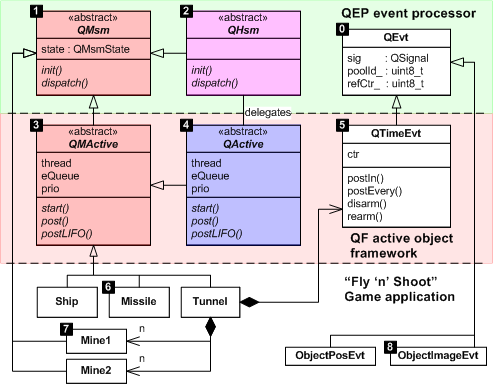 QEP event processor
1
«abstract»
QMsm
state : QMsmState
init()
dispatch()
2
«abstract»
QHsm
init()
dispatch()
0
QEvt
sig : QSignal
poolId_ : uint8_t
refCtr_ : uint8_t
delegates
3
«abstract»
QMActive
thread
eQueue
prio
start()
post()
postLIFO()
4
«abstract»
QActive
thread
eQueue
prio
start()
post()
postLIFO()
5
QTimeEvt
ctr
postIn()
postEvery()
disarm()
rearm()
QF active object
framework
Ship
6
Missile
Tunnel
“Fly ‘n’ Shoot”
Game application
7
Mine1
n
Mine2
n
ObjectPosEvt
8
ObjectImageEvt